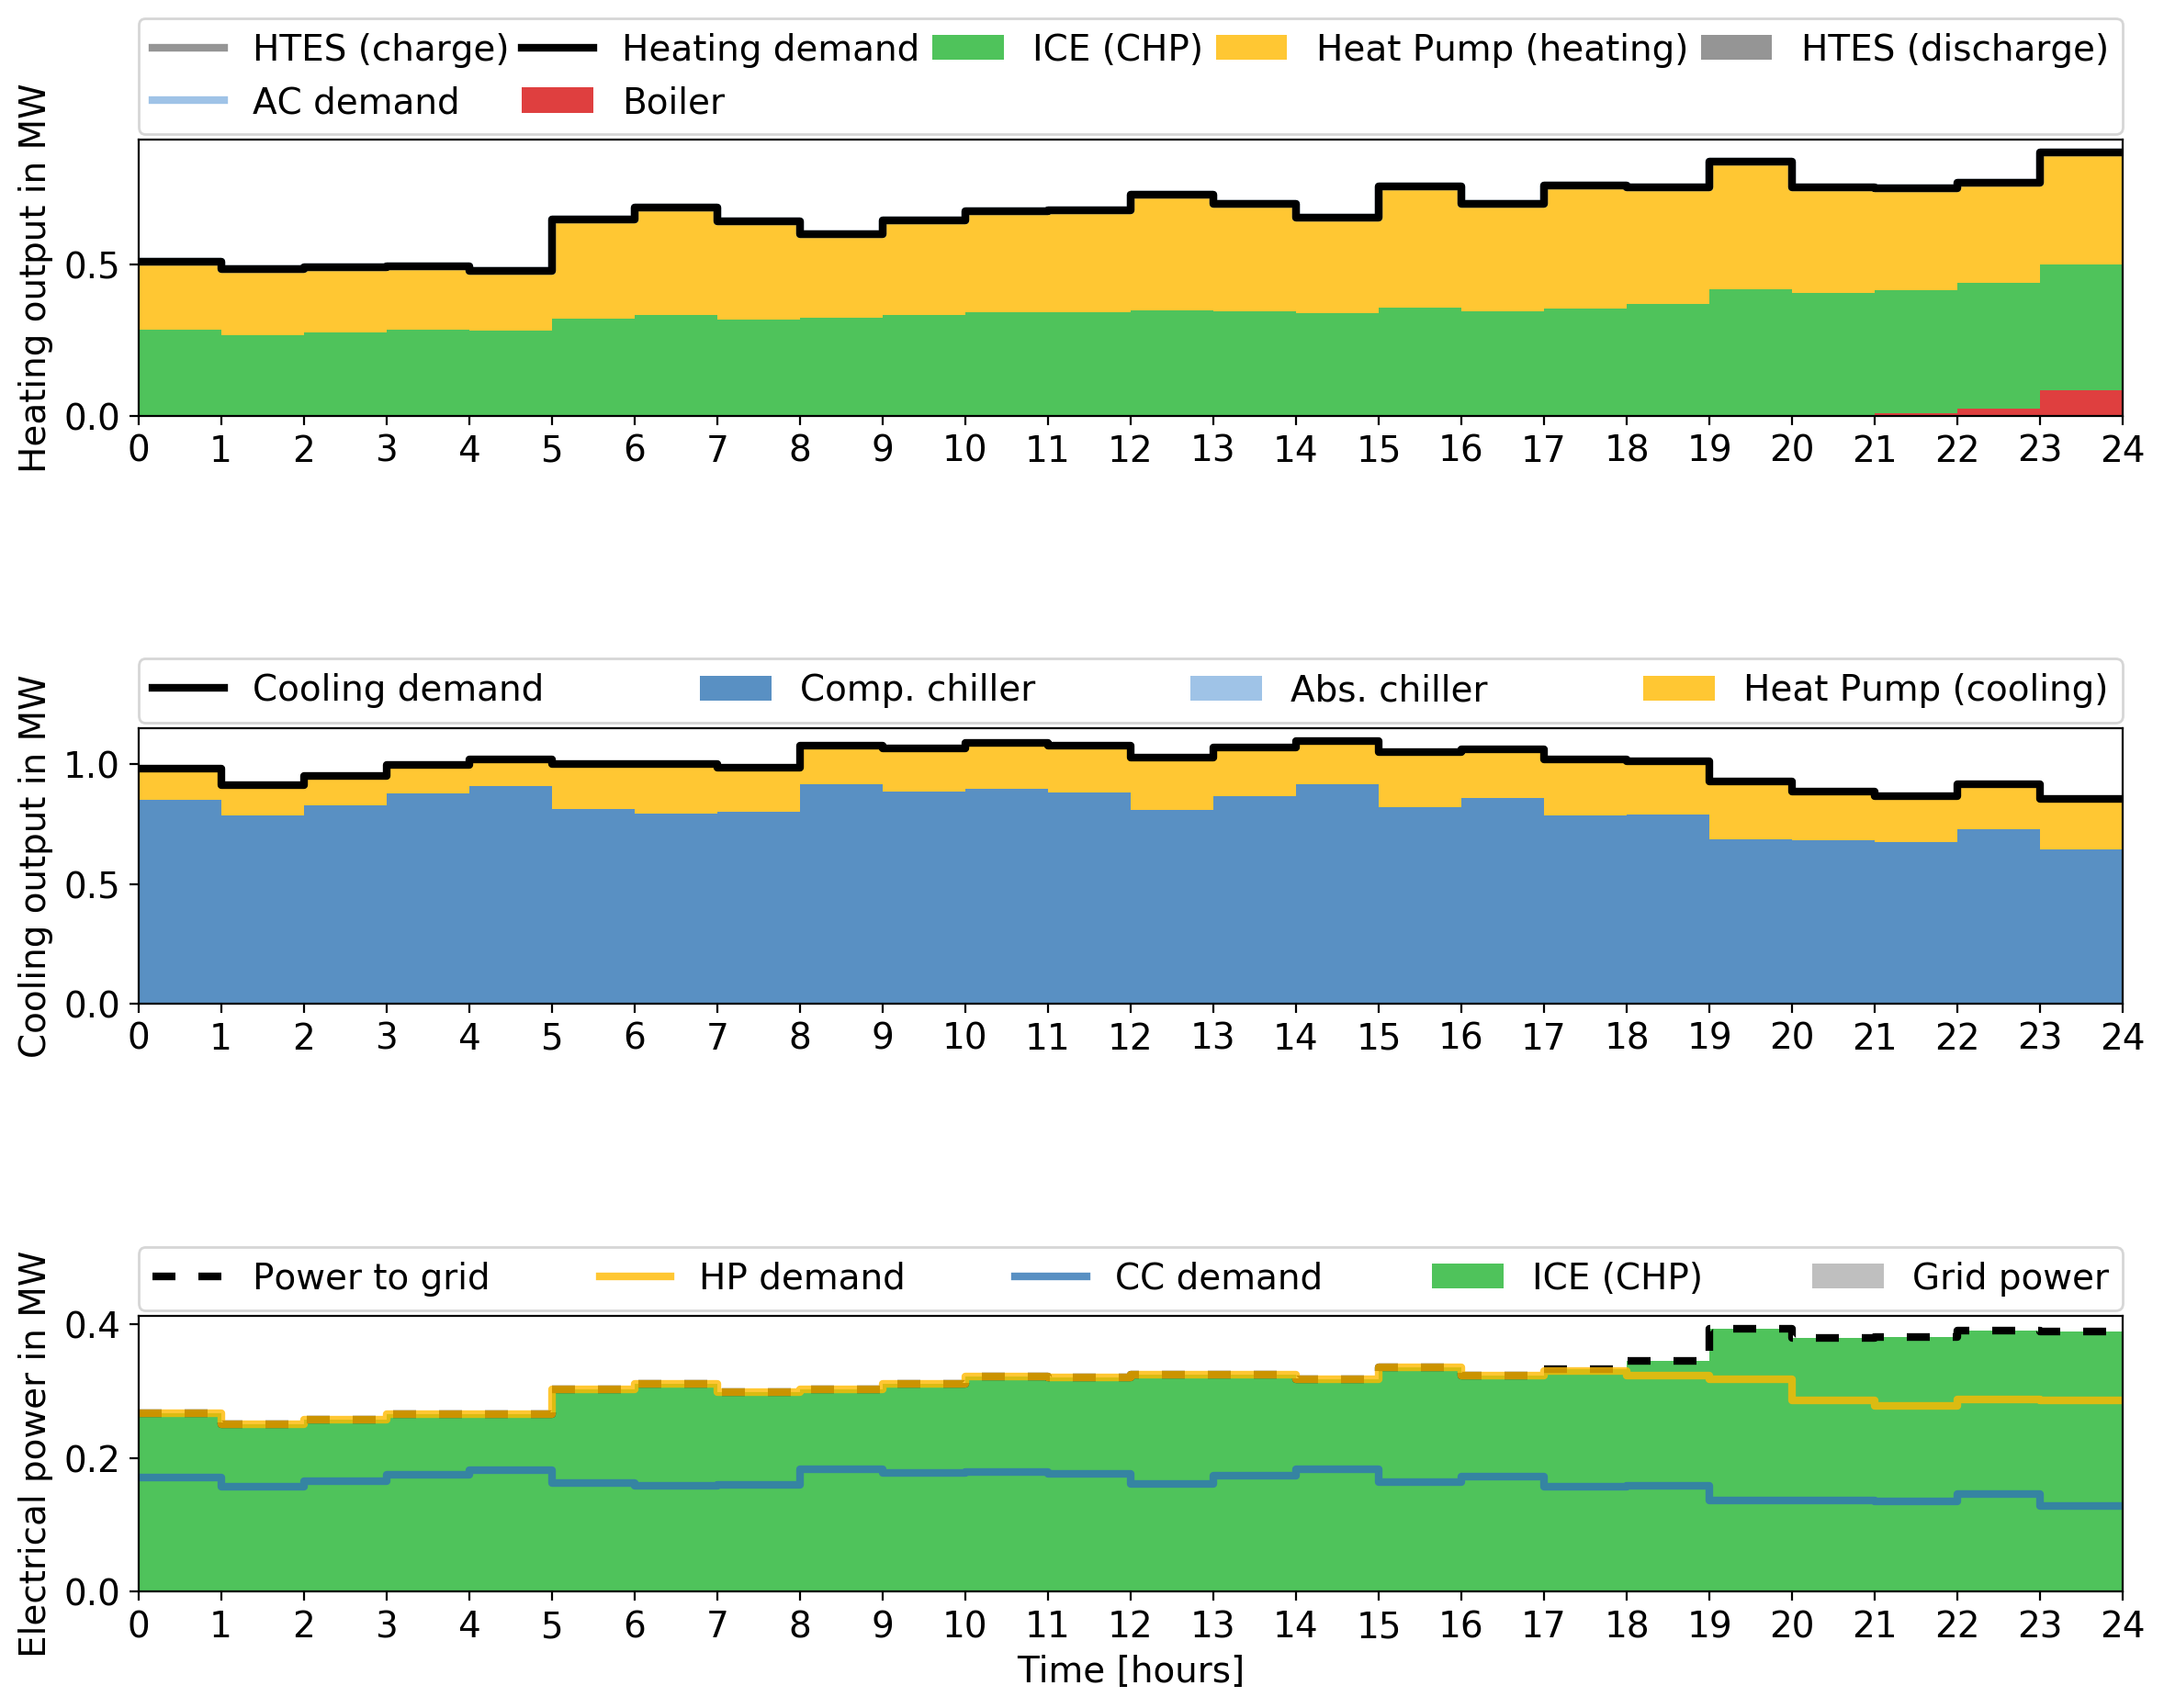 HTES (charge) Heating demand ICE (CHP) Heat Pump (heating) HTES (discharge)
AC demand Boiler
Heating output in MW
0.5
0.0
0 1 2 3 4 5 6 7 8 9 10 11 12 13 14 15 16 17 18 19 20 21 22 23 24
Cooling demand Comp. chiller Abs. chiller Heat Pump (cooling)
Cooling output in MW
1.0
0.5
0.0
0 1 2 3 4 5 6 7 8 9 10 11 12 13 14 15 16 17 18 19 20 21 22 23 24
Power to grid HP demand CC demand ICE (CHP) Grid power
Electrical power in MW
0.4
0.2
0.0
0 1 2 3 4 5 6 7 8 9 10 11 12 13 14 15 16 17 18 19 20 21 22 23 24
Time [hours]